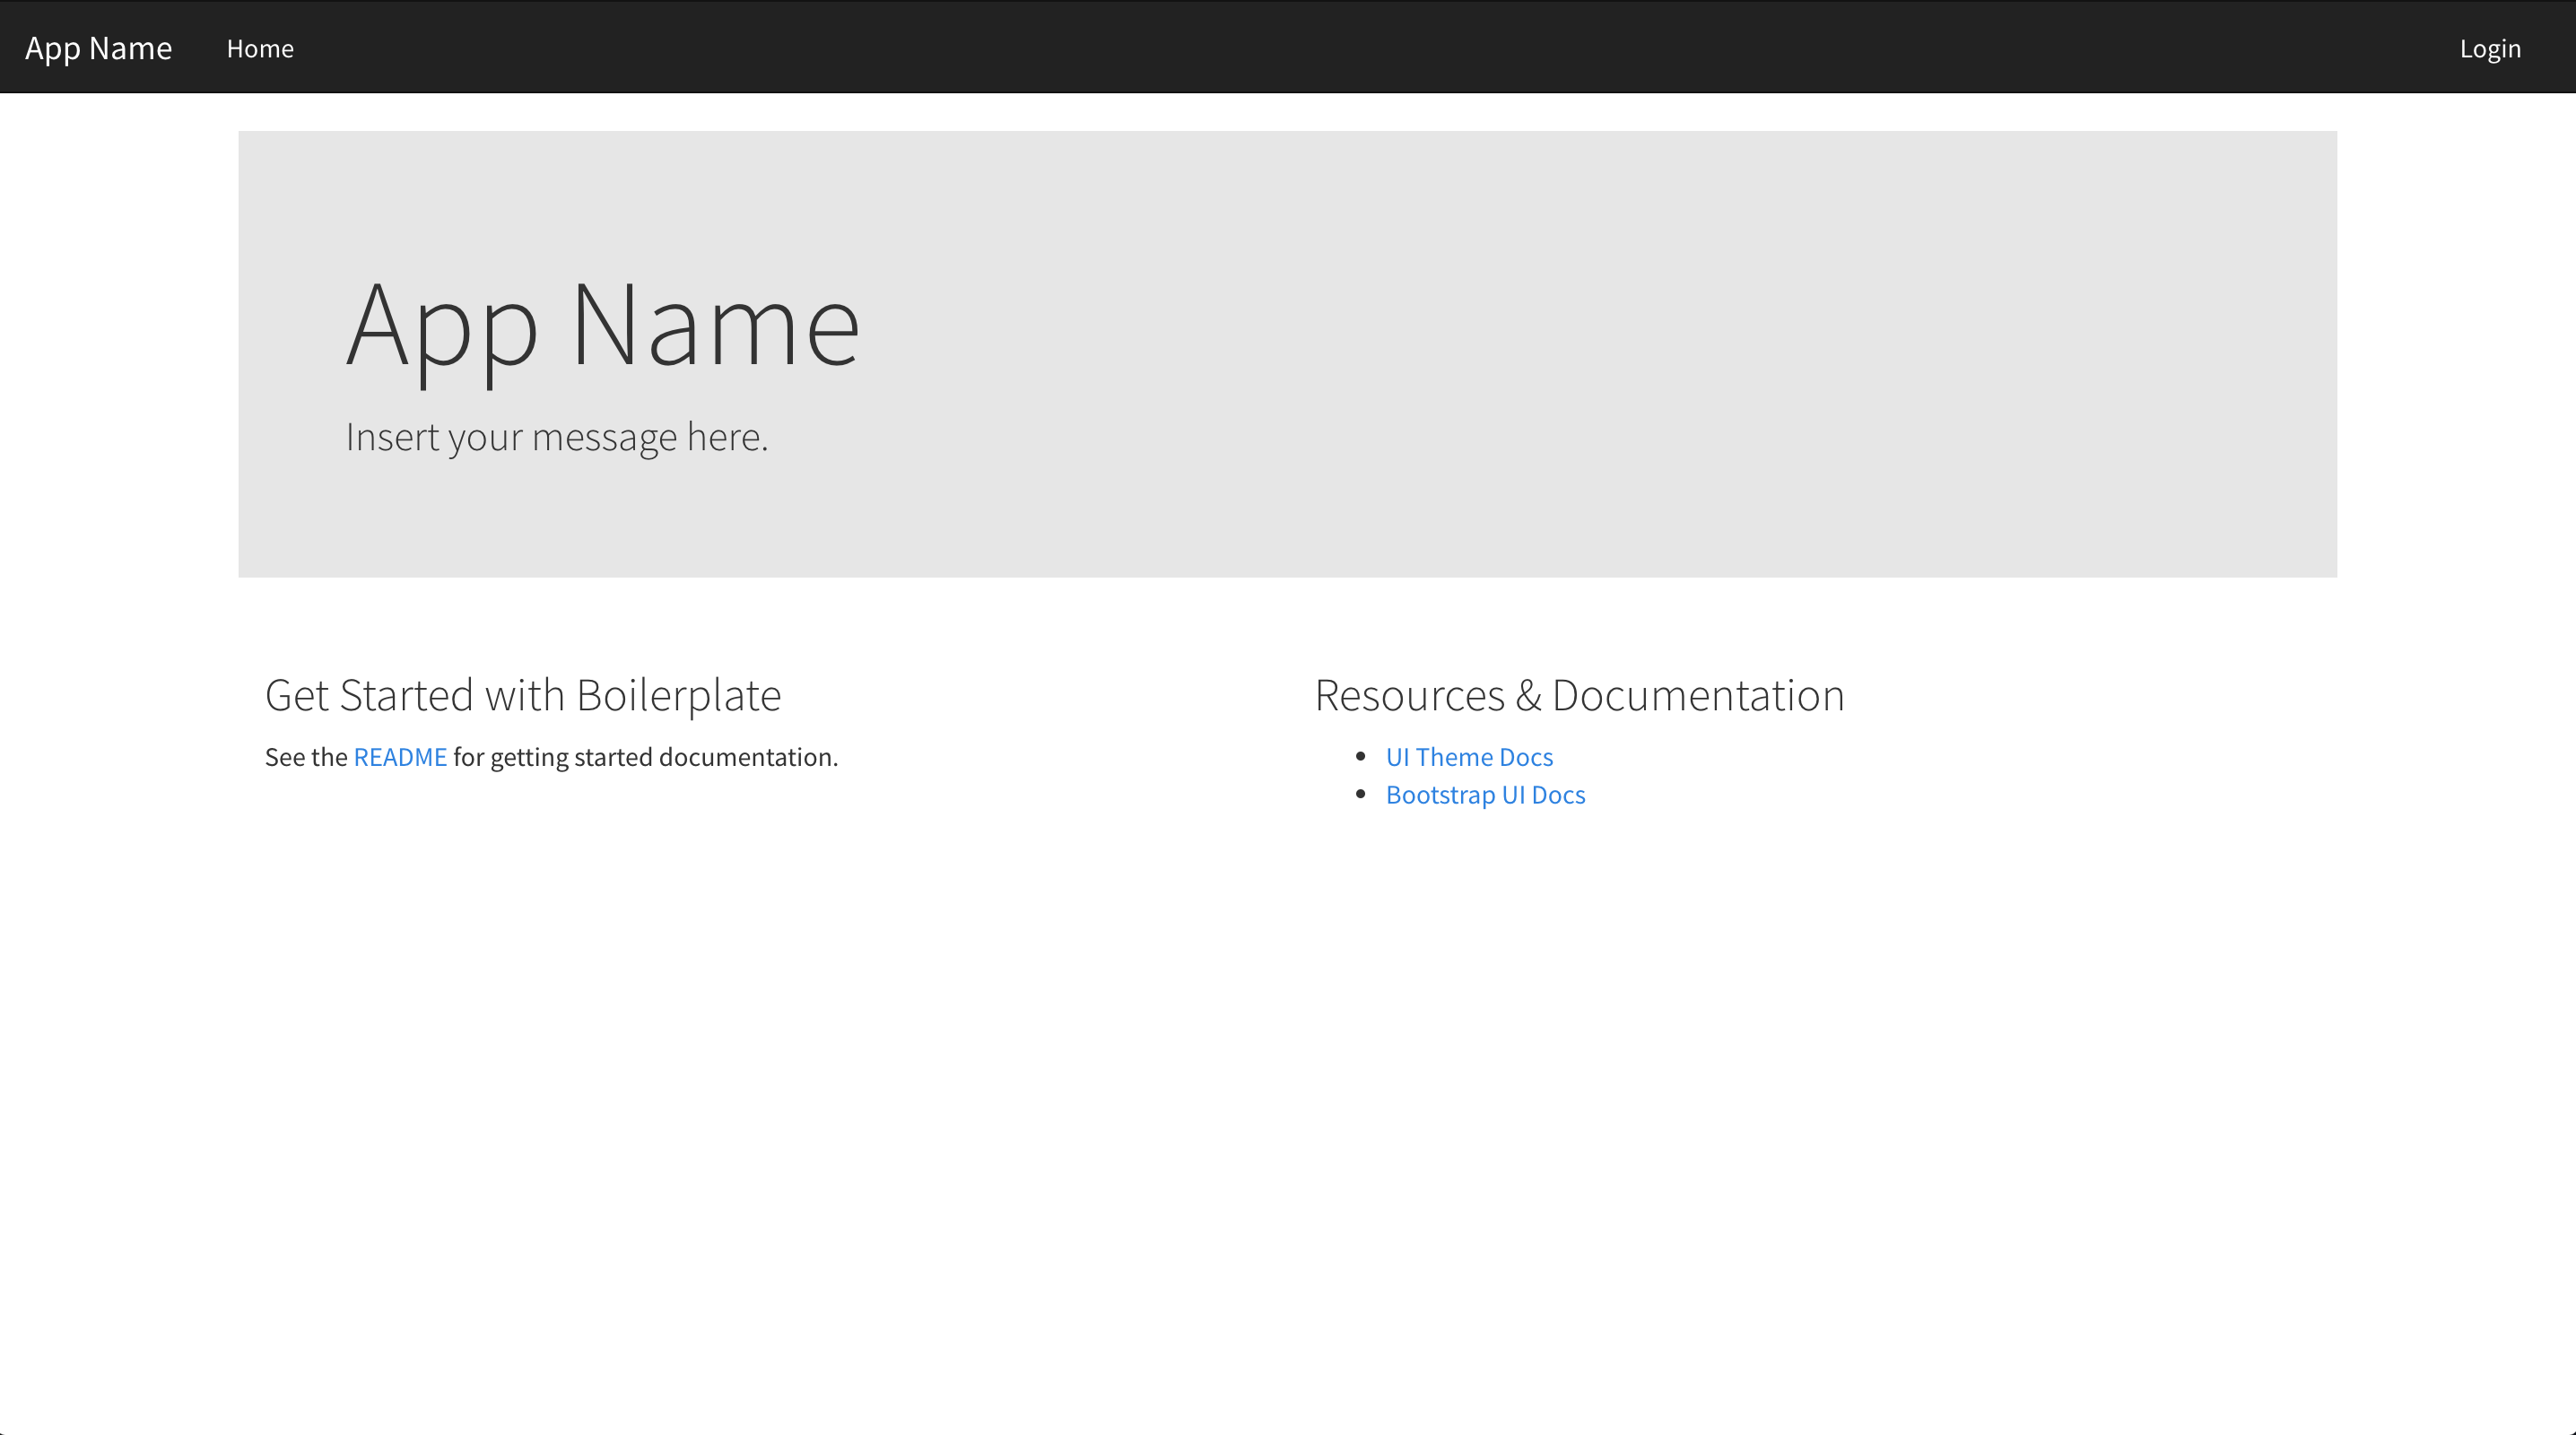 App Name Home Login
App Name
Insert your message here.
Get Started with Boilerplate
See the README for getting started documentation.
Resources & Documentation
UI Theme Docs
Bootstrap UI Docs